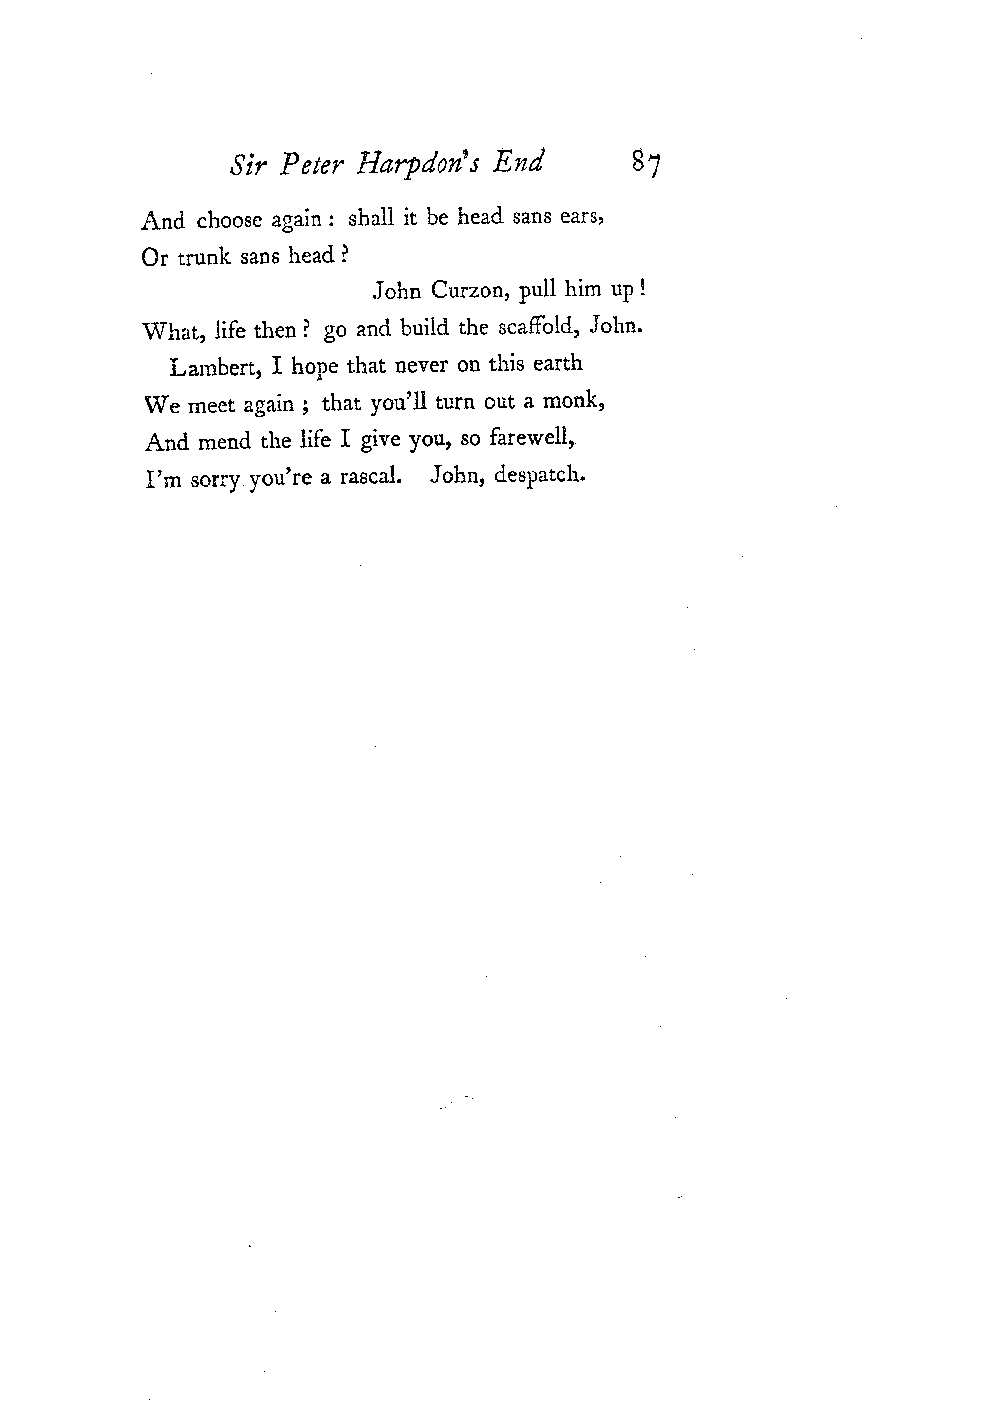 Sir Peter Harpdon's End 87
And choose again : shall it be head sans ears,
Or trunk sans head ?
John Curzon, pull him up !
What, life then ? go and build the scaffold, John.
Lambert, I hope that never on this earth
We meet again ; that you'll turn out a monk,
And mend the life I give you, so farewell,
I'm sorry you're a rascal. John, despatch.